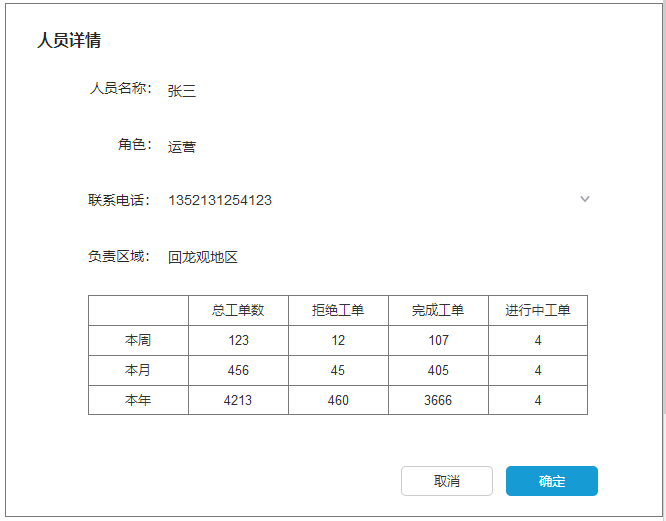 人员详情
人员名称： 张三
角色： 运营
联系电话： 1352131254123
负责区域： 回龙观地区
总工单数 拒绝工单 完成工单 进行中工单
本周 123 12 107 4
本月 456 45 405 4
本年 4213 460 3666 4
取消 确定